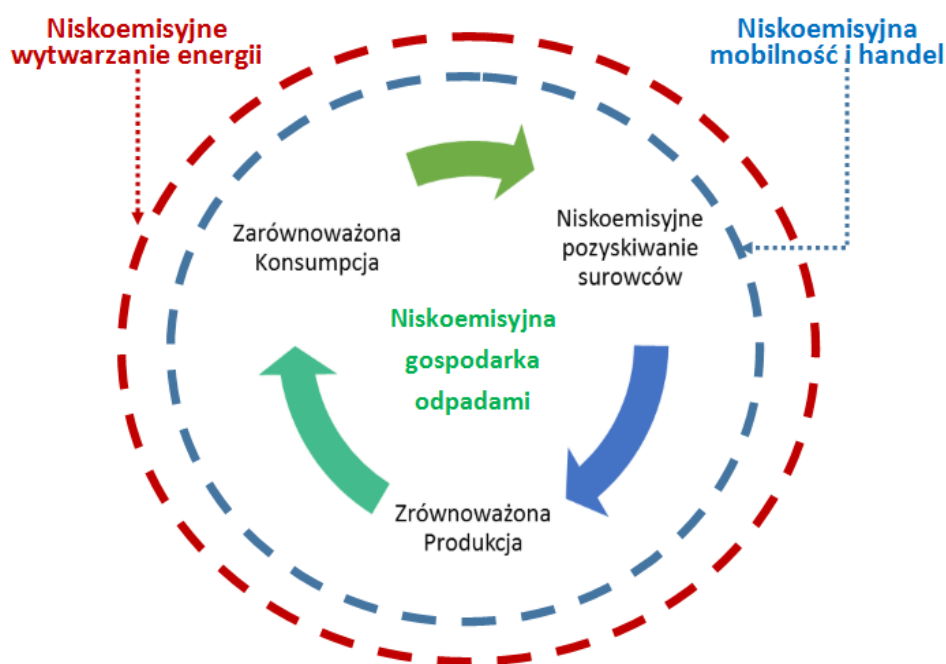 Niskoemisyjne
wytwarzanie energii
Niskoemisyjna
mobilność i handel
Zarównoważona
Konsumpcja
Niskoemisyjne
pozyskiwanie
surowców
Niskoemisyjna
gospodarka
odpadami
Zrównoważona
Produkcja